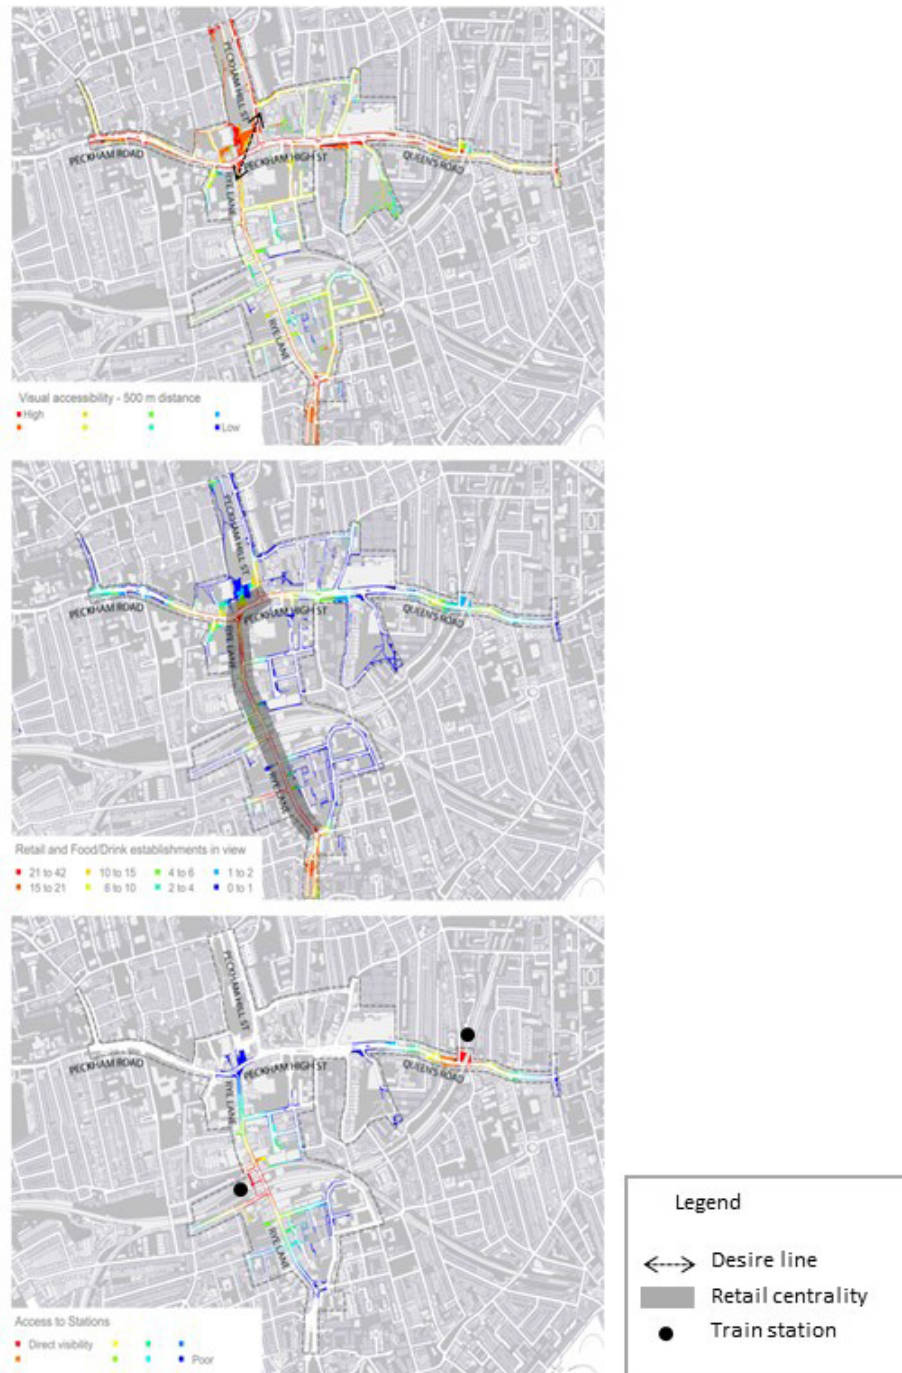 PECKHAM HILL ST
PECKHAM ROAD
PECKHAM HIGH ST
QUEEN'S ROAD
RYE LANE
RYE LANE
Visual accessibility - 500 m distance
High
Low
PECKHAM HILL ST
PECKHAM ROAD
PECKHAM HIGH ST
QUEEN'S ROAD
RYE LANE
RYE LANE
Retail and Food/Drink establishments in view
21 to 42 10 to 15 4 to 6 1 to 2
15 to 21 6 to 10 2 to 4 0 to 1
PECKHAM HILL ST
PECKHAM ROAD
PECKHAM HIGH ST
QUEEN'S ROAD
RYE LANE
RYE LANE
Access to Stations
Direct visibility
Poor
Legend
Desire line
Retail centrality
Train station